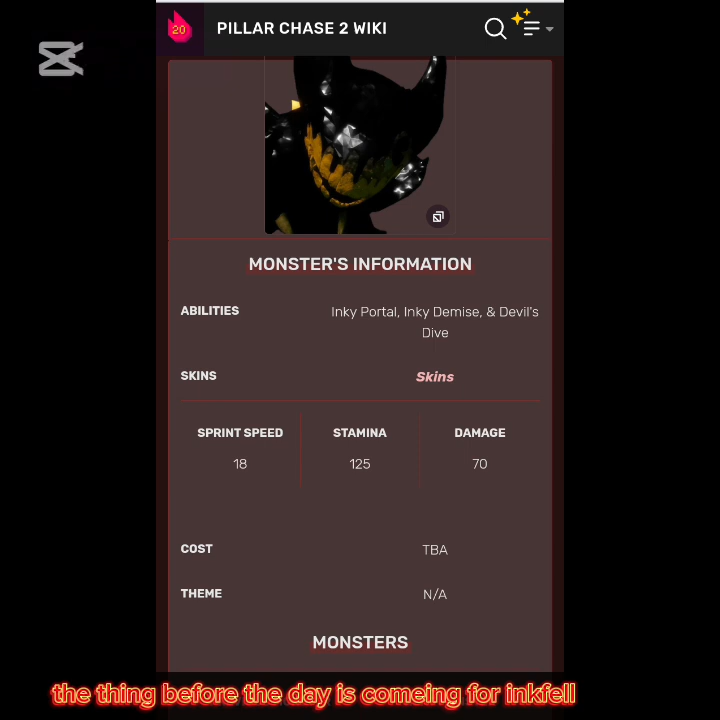 20 PILLAR CHASE 2 WIKI
MONSTER'S INFORMATION
ABILITIES Inky Portal, Inky Demise, & Devil's
Dive
SKINS Skins
SPRINT SPEED STAMINA DAMAGE
18 125 70
COST TBA
THEME N/A
MONSTERS
the thing before the day is comeing for inkfell